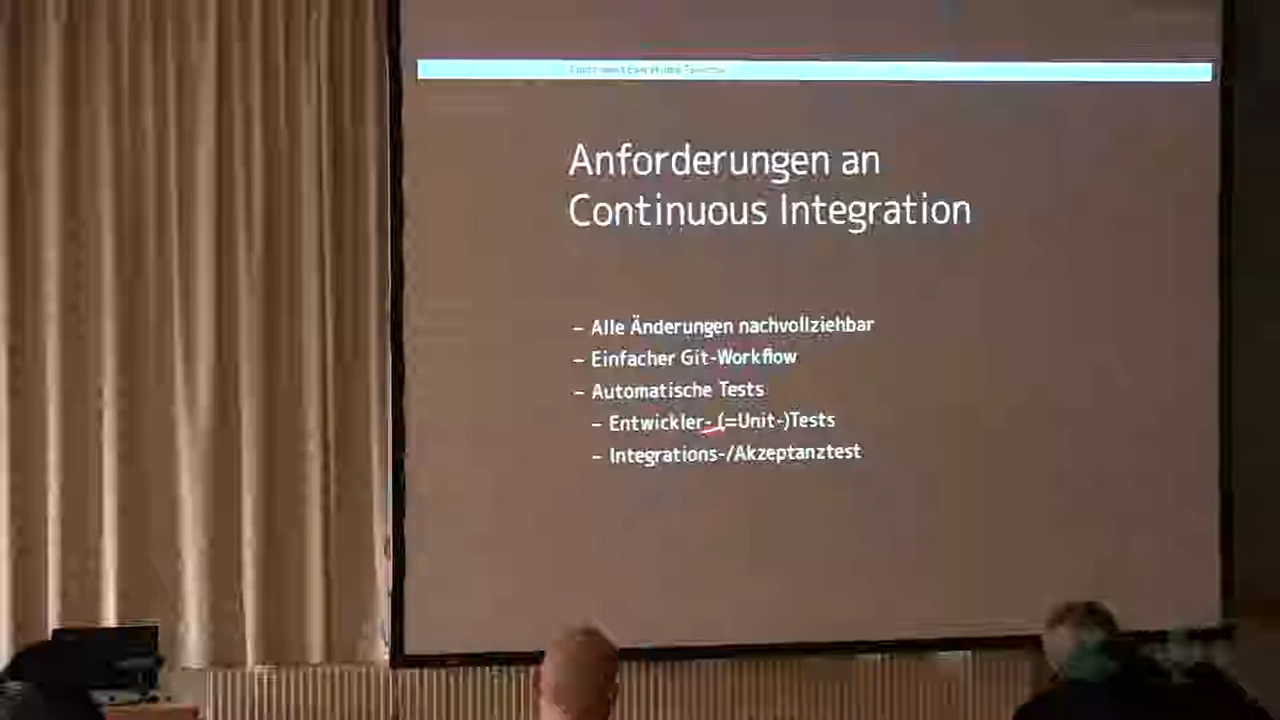 Anforderungen an
Continuous Integration
– Alle Änderungen nachvollziehbar
– Einfacher Git-Workflow
– Automatische Tests
– Entwickler- (=Unit-)Tests
– Integrations-/Akzeptanztest